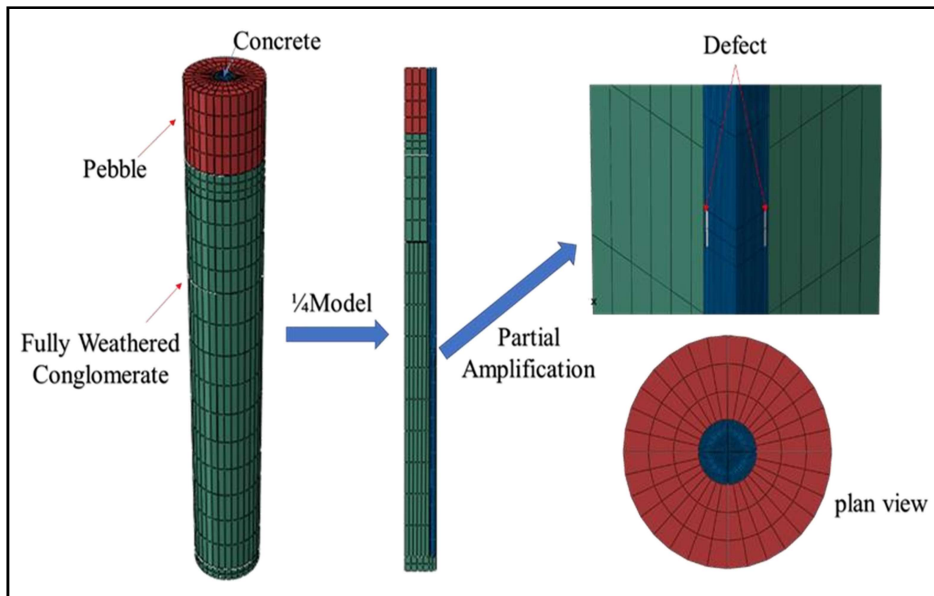 Concrete
Defect
Pebble
¼Model
Fully Weathered
Conglomerate
Partial
Amplification
x
plan view